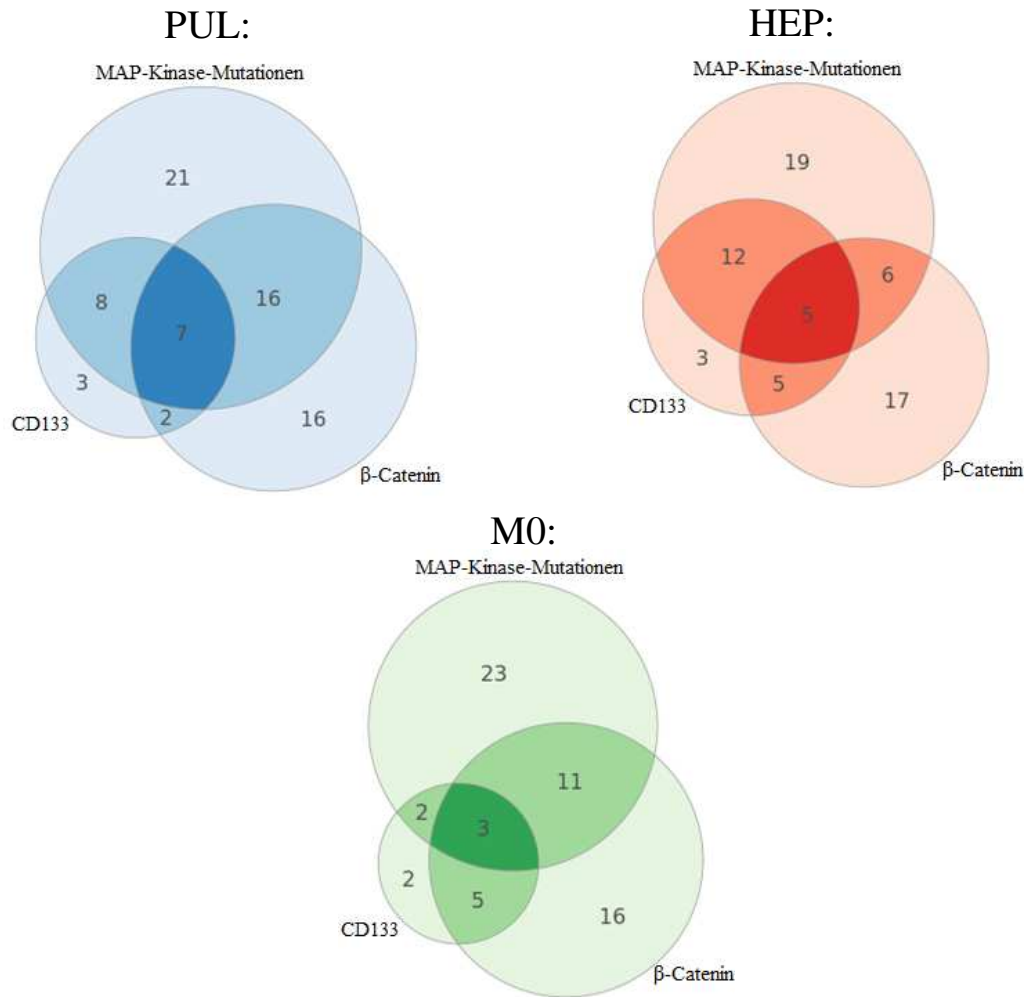 PUL:
MAP-Kinase-Mutationen
21
8
16
7
3
2
16
CD133
β-Catenin
HEP:
MAP-Kinase-Mutationen
19
12
6
5
3
5
17
CD133
β-Catenin
M0:
MAP-Kinase-Mutationen
23
11
2
3
2
5
16
CD133
β-Catenin